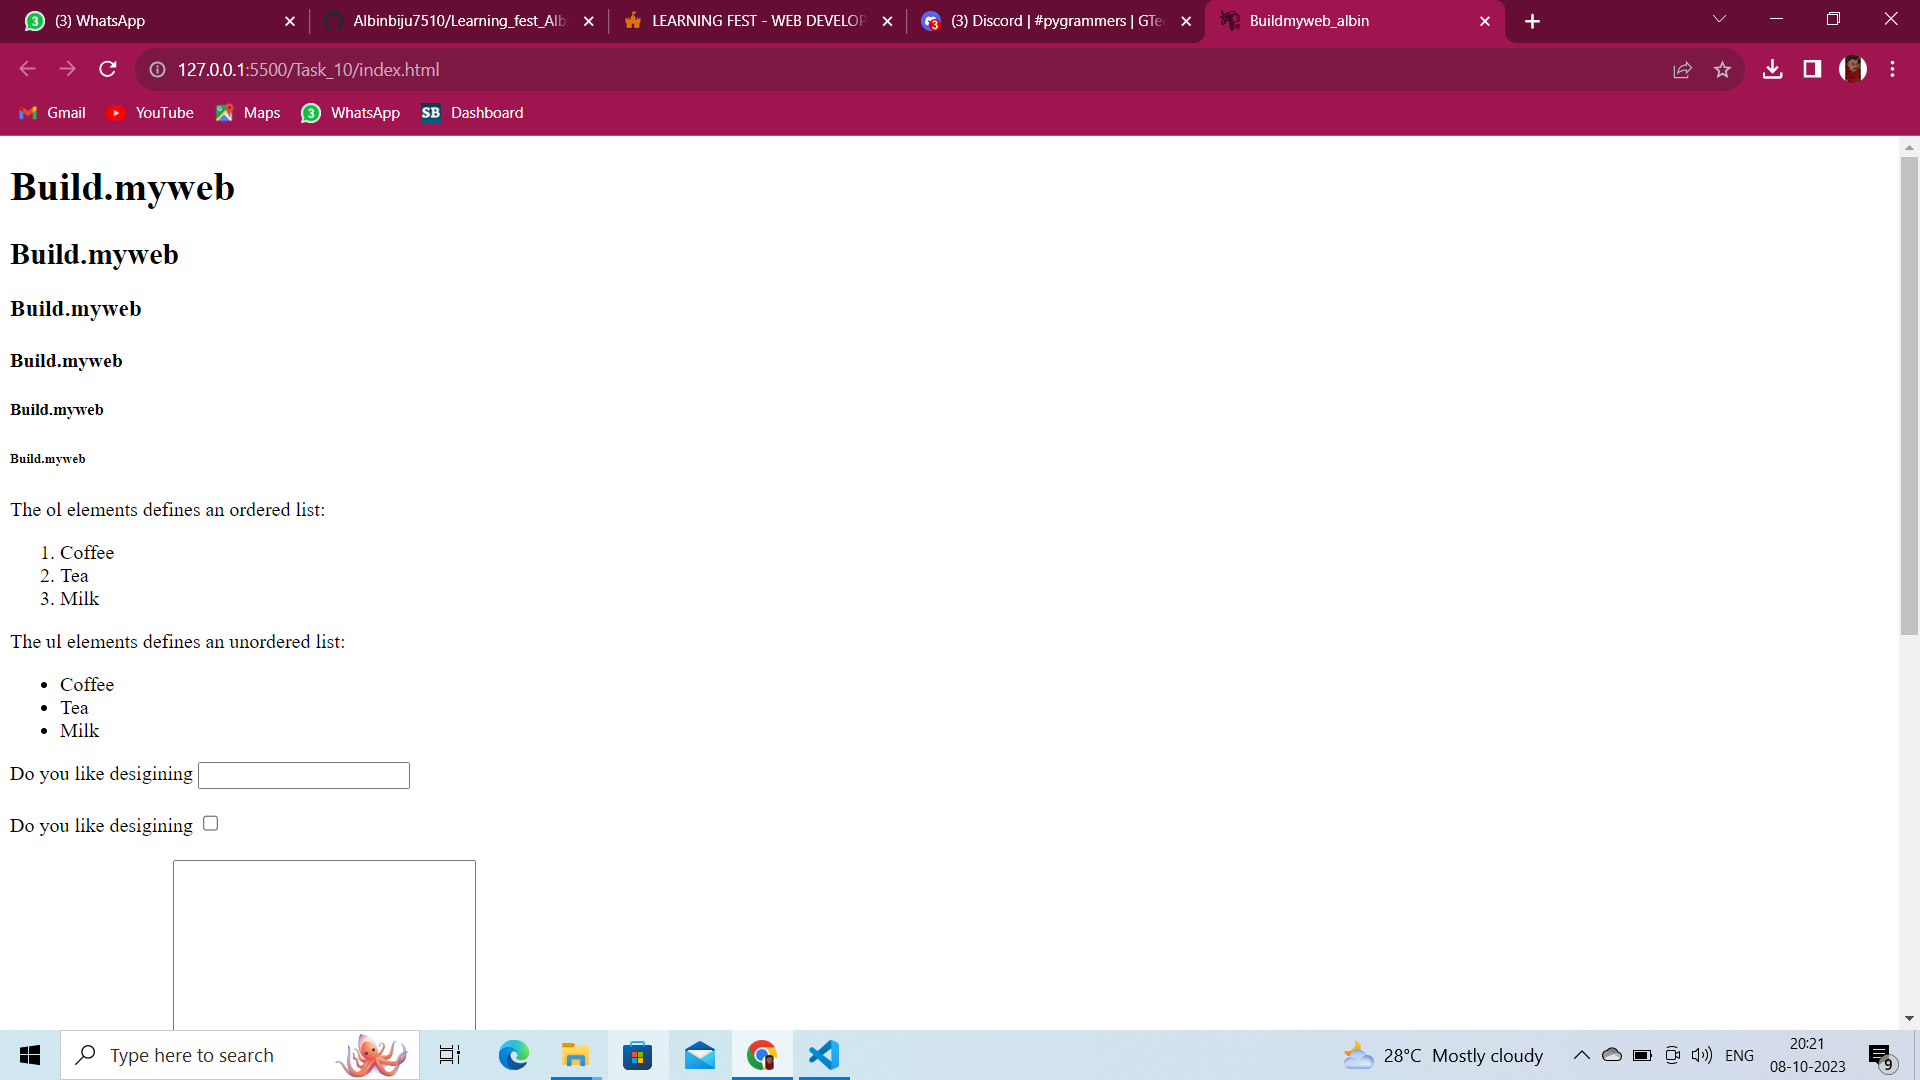 (3) WhatsApp
Albinbiju7510/Learning_fest_Alb
LEARNING FEST - WEB DEVELOP
(3) Discord | #pygrammers | GTec
Buildmyweb_albin
127.0.0.1:5500/Task_10/index.html
Gmail
YouTube
Maps
3 WhatsApp
SB Dashboard
Build.myweb
Build.myweb
Build.myweb
Build.myweb
Build.myweb
Build.myweb
The ol elements defines an ordered list:
1. Coffee
2. Tea
3. Milk
The ul elements defines an unordered list:
• Coffee
• Tea
• Milk
Do you like desigining
Do you like desigining
Type here to search
28°C Mostly cloudy
ENG
20:21
08-10-2023
9